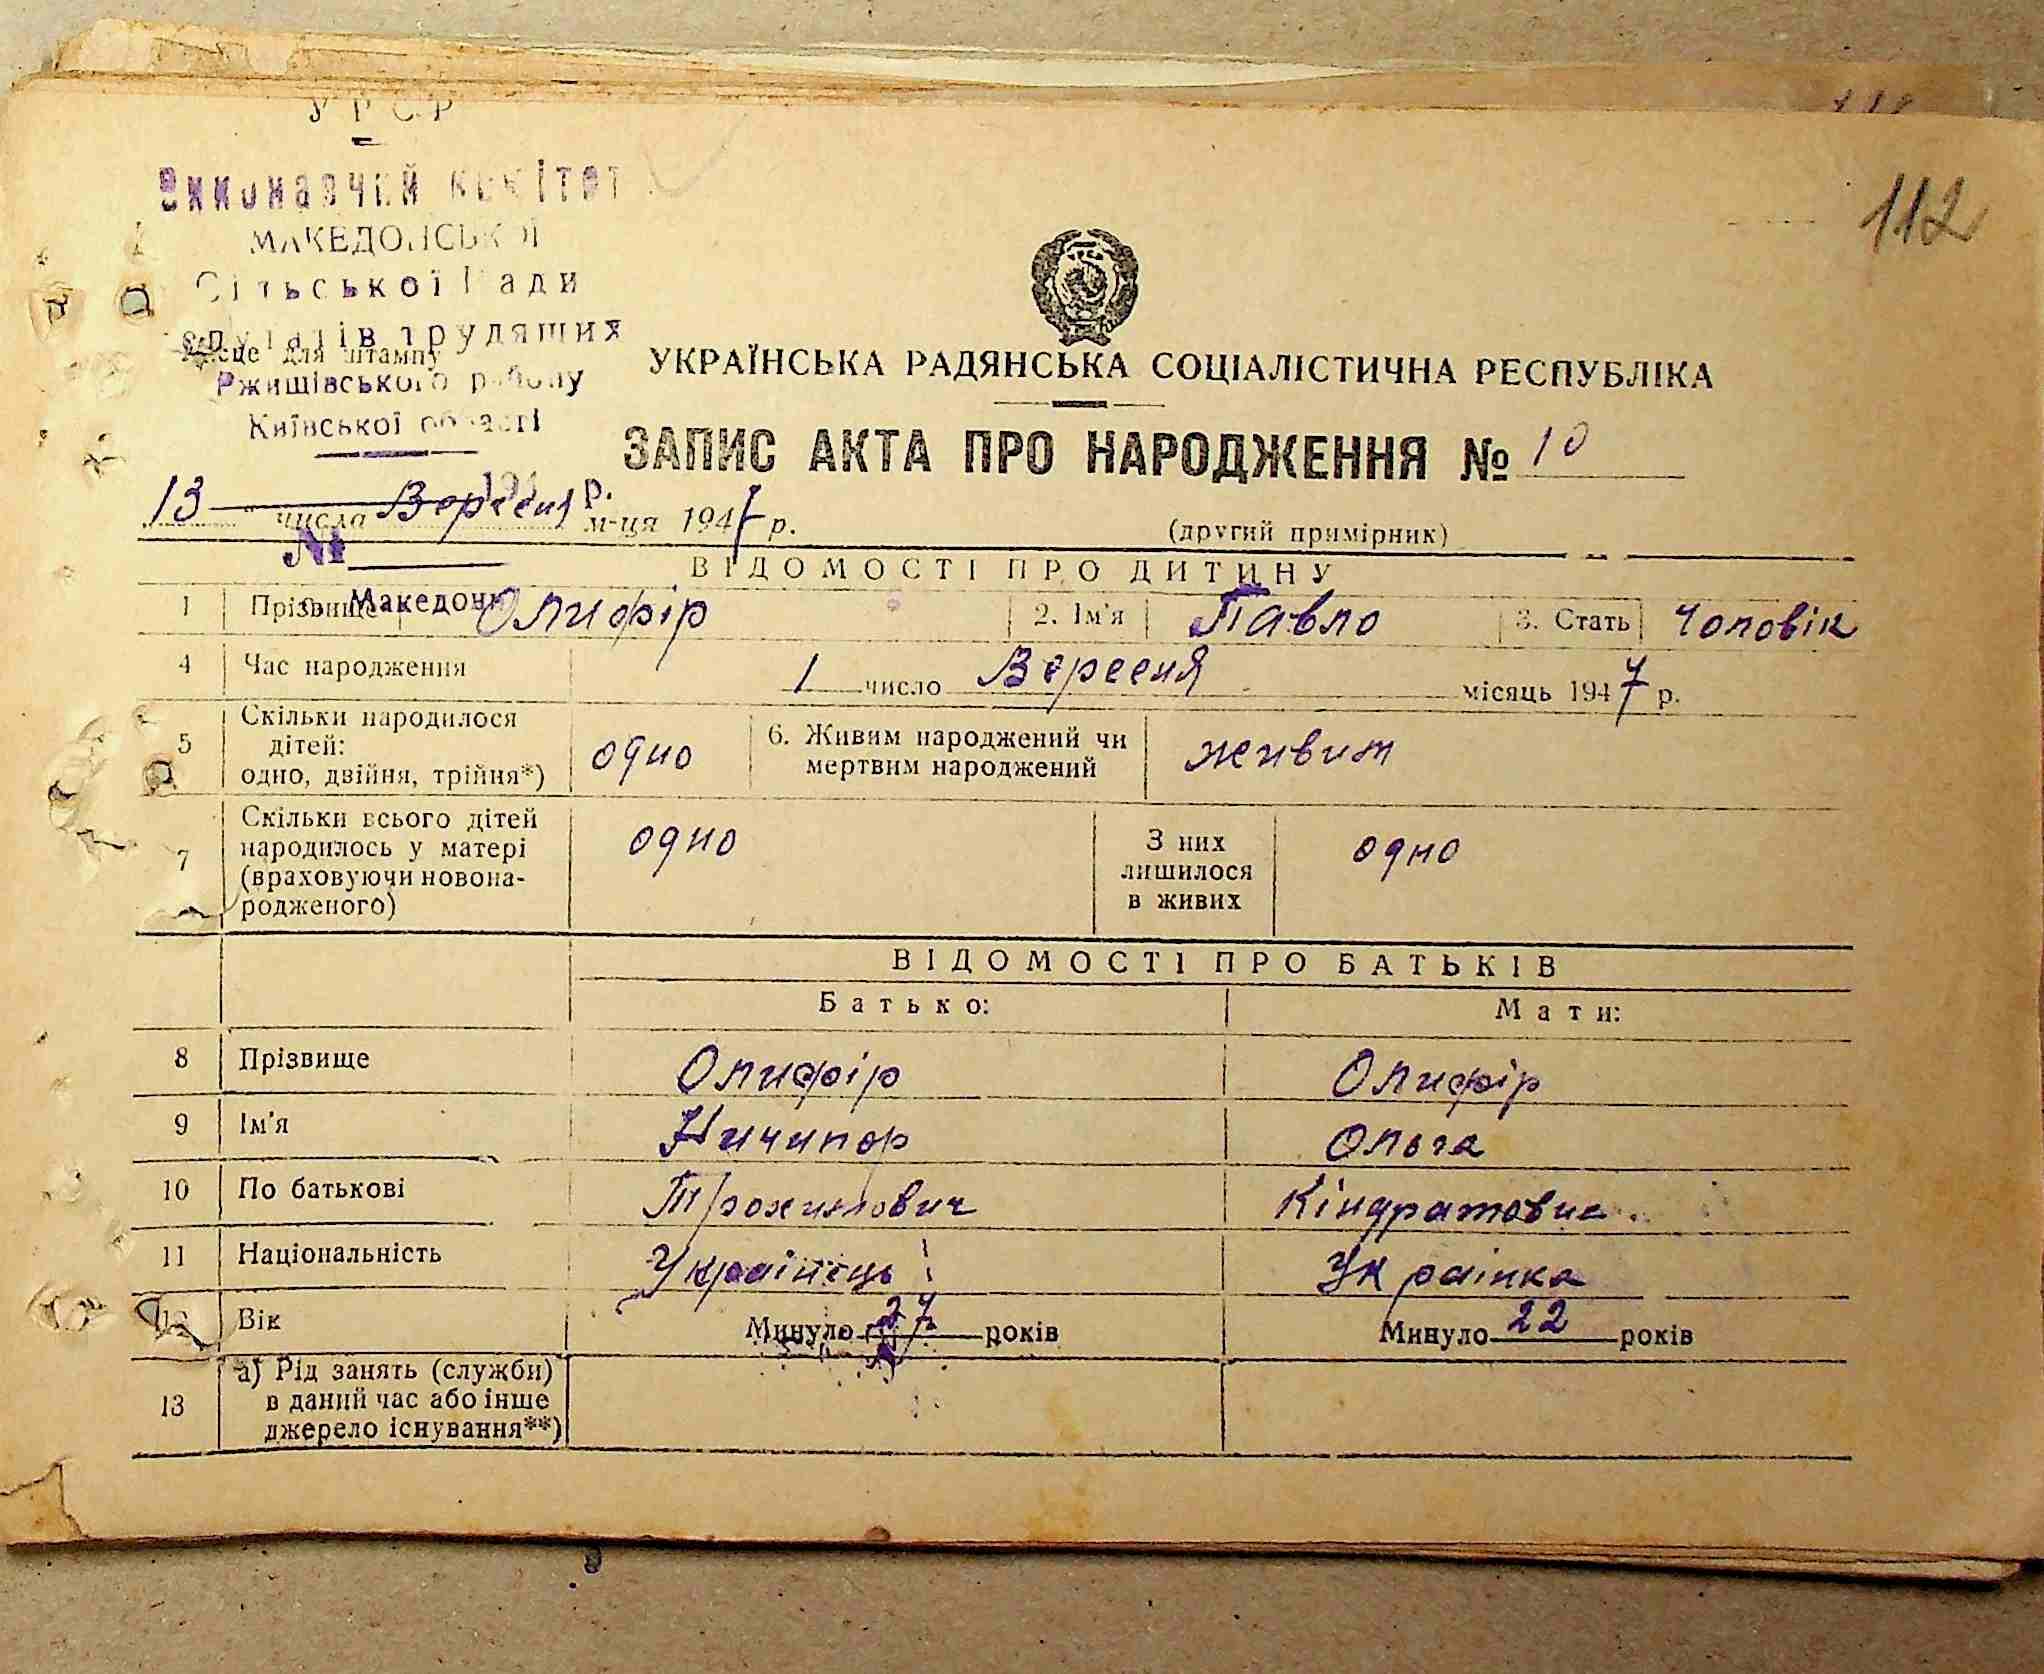 УРСР
Виконавчий комітет
МАКЕДОНСЬКОЇ
Сільської Ради
депутатів трудящих
Місце для штампу
Ржищівського району
Київської області
112
УКРАЇНСЬКА РАДЯНСЬКА СОЦІАЛІСТИЧНА РЕСПУБЛІКА
ЗАПИС АКТА ПРО НАРОДЖЕННЯ № 10
194 р.
13 " числа Вересня м-ця 1947 р.
(другий примірник)
№
ВІДОМОСТІ ПРО ДИТИНУ
с. Македони
1 Прізвище Олифір 2. Ім'я Павло 3. Стать Чоловік
4 Час народження 1 число Вересня місяць 1947 р.
5 Скільки народилося дітей: одно, двійня, трійня*) одно 6. Живим народжений чи мертвим народжений живим
7 Скільки всього дітей народилось у матері (враховуючи новонародженого) одно З них лишилося в живих одно
ВІДОМОСТІ ПРО БАТЬКІВ
Батько: Мати:
8 Прізвище Олифір Олифір
9 Ім'я Ничипор Ольга
10 По батькові Трохимович Кіндратовна
11 Національність Українець Українка
12 Вік Минуло 27 років Минуло 22 років
13 а) Рід занять (служби) в даний час або інше джерело існування**)